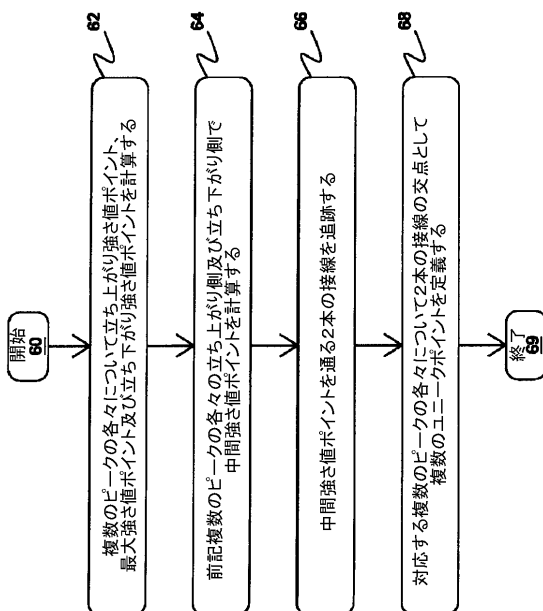 開始
60
複数のピークの各々について立ち上がり強さ値ポイント、
最大強さ値ポイント及び立ち下がり強さ値ポイントを計算する
62
前記複数のピークの各々の立ち上がり側及び立ち下がり側で
中間強さ値ポイントを計算する
64
中間強さ値ポイントを通る2本の接線を追跡する
66
対応する複数のピークの各々について2本の接線の交点として
複数のユニークポイントを定義する
68
終了
69